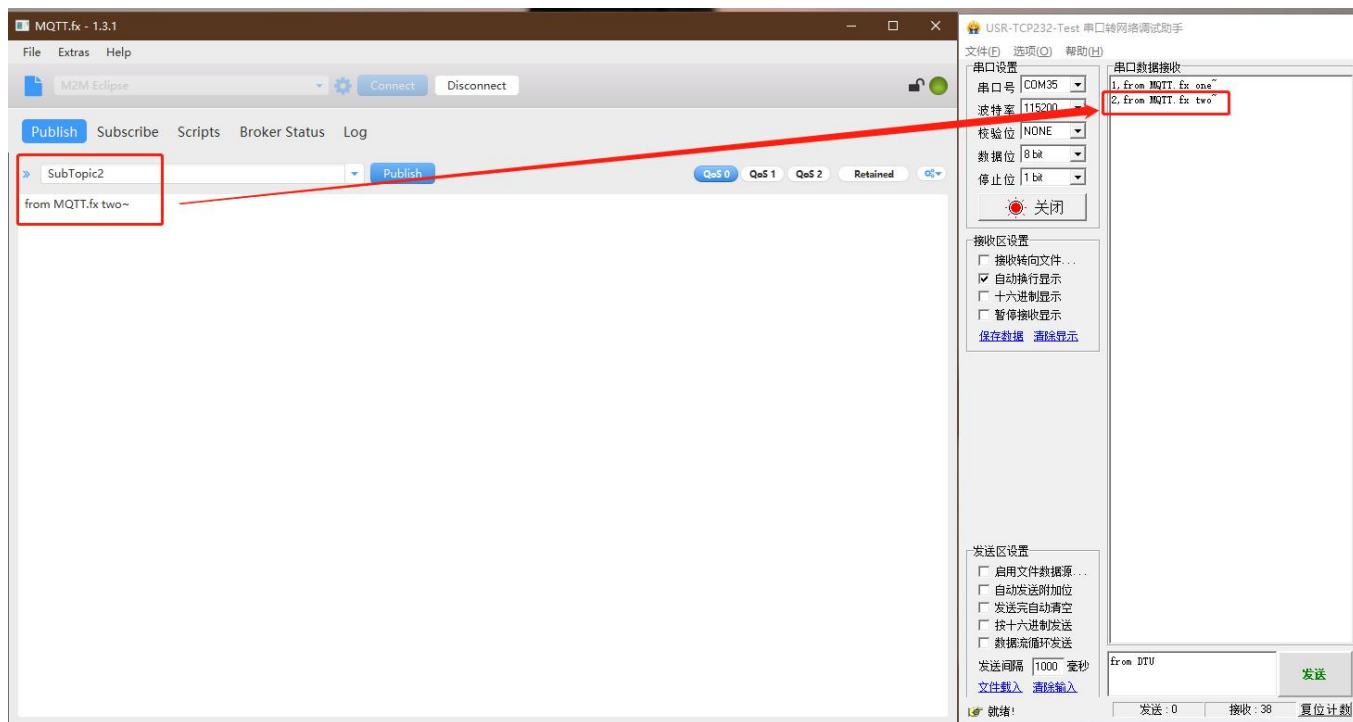 MQTT.fx - 1.3.1
File Extras Help
M2M Eclipse
Connect
Disconnect
Publish Subscribe Scripts Broker Status Log
SubTopic2
Publish
QoS 0 QoS 1 QoS 2 Retained
from MQTT.fx two~
USR-TCP232-Test 串口转网络调试助手
文件(F) 选项(O) 帮助(H)
串口设置
串口号 COM35
波特率 115200
校验位 NONE
数据位 8 bit
停止位 1 bit
关闭
接收区设置
接收转向文件...
自动换行显示
十六进制显示
暂停接收显示
保存数据 清除显示
发送区设置
启用文件数据源...
自动发送附加位
发送完自动清空
按十六进制发送
数据流循环发送
发送间隔 1000 毫秒
文件载入 清除输入
就绪!
串口数据接收
1,from MQTT.fx one~
2,from MQTT.fx two~
from DTU
发送
发送 : 0 接收 : 38 复位计数